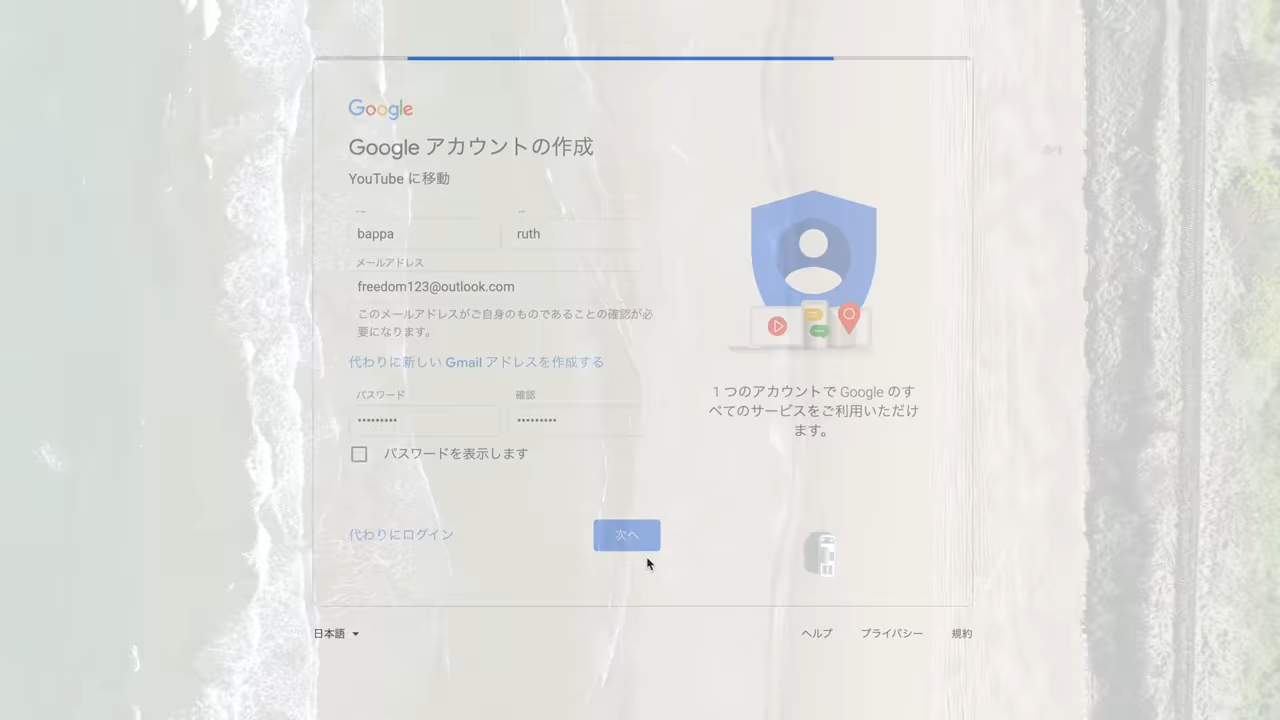 Google
Google アカウントの作成
YouTube に移動
bappa ruth
メールアドレス
freedom123@outlook.com
このメールアドレスがご自身のものであることの確認が必
要になります。
代わりに新しい Gmail アドレスを作成する
パスワード 確認
••••••••• •••••••••
パスワードを表示します
代わりにログイン 次へ
1 つのアカウントで Google のす
べてのサービスをご利用いただけ
ます。
日本語 ヘルプ プライバシー 規約